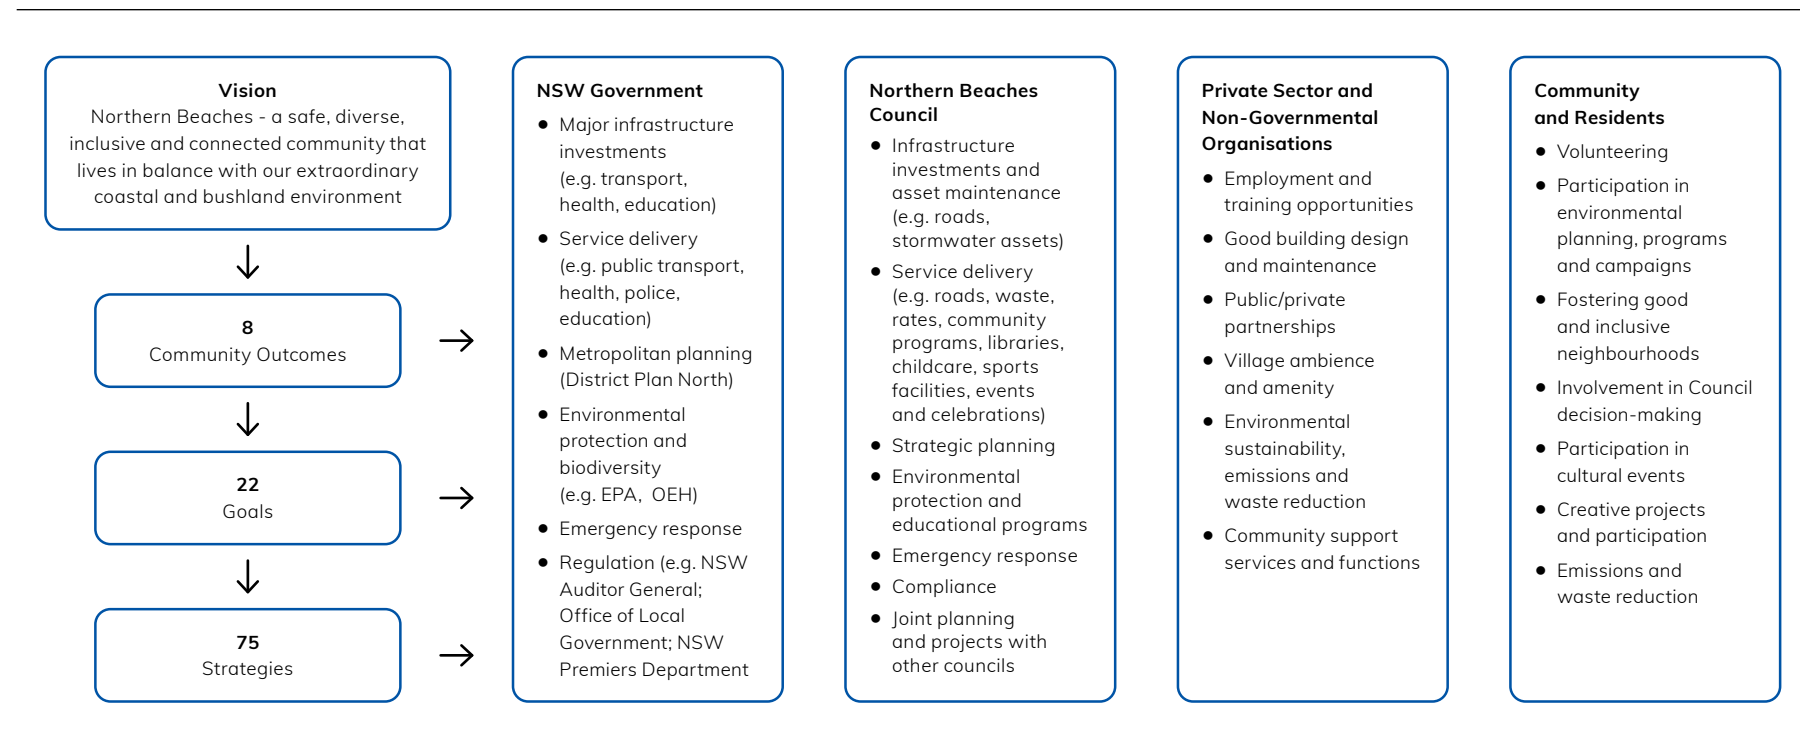 Vision
Northern Beaches - a safe, diverse,
inclusive and connected community that
lives in balance with our extraordinary
coastal and bushland environment
8
Community Outcomes
22
Goals
75
Strategies
NSW Government
● Major infrastructure
investments
(e.g. transport,
health, education)
● Service delivery
(e.g. public transport,
health, police,
education)
● Metropolitan planning
(District Plan North)
● Environmental
protection and
biodiversity
(e.g. EPA, OEH)
● Emergency response
● Regulation (e.g. NSW
Auditor General;
Office of Local
Government; NSW
Premiers Department
Northern Beaches
Council
● Infrastructure
investments and
asset maintenance
(e.g. roads,
stormwater assets)
● Service delivery
(e.g. roads, waste,
rates, community
programs, libraries,
childcare, sports
facilities, events
and celebrations)
● Strategic planning
● Environmental
protection and
educational programs
● Emergency response
● Compliance
● Joint planning
and projects with
other councils
Private Sector and
Non-Governmental
Organisations
● Employment and
training opportunities
● Good building design
and maintenance
● Public/private
partnerships
● Village ambience
and amenity
● Environmental
sustainability,
emissions and
waste reduction
● Community support
services and functions
Community
and Residents
● Volunteering
● Participation in
environmental
planning, programs
and campaigns
● Fostering good
and inclusive
neighbourhoods
● Involvement in Council
decision-making
● Participation in
cultural events
● Creative projects
and participation
● Emissions and
waste reduction